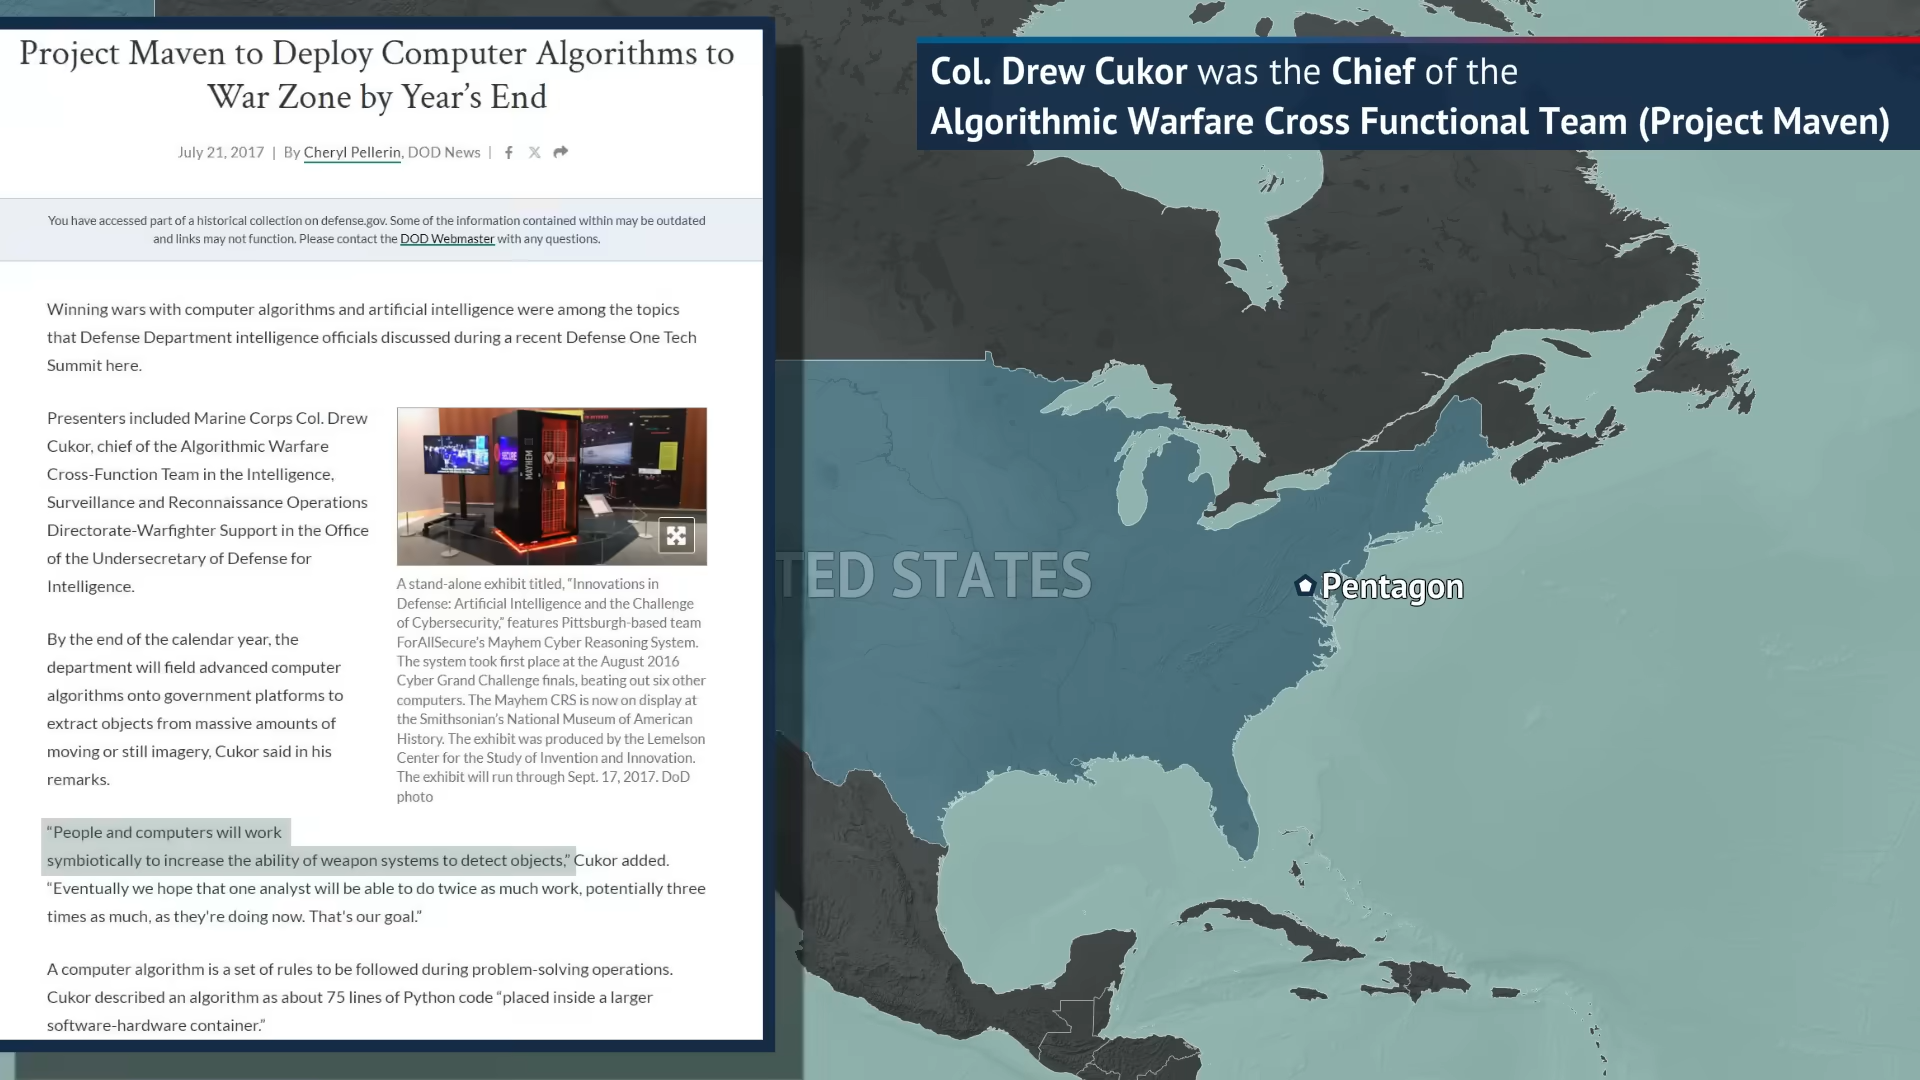 Project Maven to Deploy Computer Algorithms to
War Zone by Year’s End
July 21, 2017 | By Cheryl Pellerin, DOD News |
You have accessed part of a historical collection on defense.gov. Some of the information contained within may be outdated
and links may not function. Please contact the DOD Webmaster with any questions.
Winning wars with computer algorithms and artificial intelligence were among the topics
that Defense Department intelligence officials discussed during a recent Defense One Tech
Summit here.
Presenters included Marine Corps Col. Drew
Cukor, chief of the Algorithmic Warfare
Cross-Function Team in the Intelligence,
Surveillance and Reconnaissance Operations
Directorate-Warfighter Support in the Office
of the Undersecretary of Defense for
Intelligence.
By the end of the calendar year, the
department will field advanced computer
algorithms onto government platforms to
extract objects from massive amounts of
moving or still imagery, Cukor said in his
remarks.
MAYHEM
SECURE
A stand-alone exhibit titled, “Innovations in
Defense: Artificial Intelligence and the Challenge
of Cybersecurity,” features Pittsburgh-based team
ForAllSecure’s Mayhem Cyber Reasoning System.
The system took first place at the August 2016
Cyber Grand Challenge finals, beating out six other
computers. The Mayhem CRS is now on display at
the Smithsonian’s National Museum of American
History. The exhibit was produced by the Lemelson
Center for the Study of Invention and Innovation.
The exhibit will run through Sept. 17, 2017. DoD
photo
“People and computers will work
symbiotically to increase the ability of weapon systems to detect objects,” Cukor added.
“Eventually we hope that one analyst will be able to do twice as much work, potentially three
times as much, as they're doing now. That's our goal.”
A computer algorithm is a set of rules to be followed during problem-solving operations.
Cukor described an algorithm as about 75 lines of Python code “placed inside a larger
software-hardware container.”
Col. Drew Cukor was the Chief of the
Algorithmic Warfare Cross Functional Team (Project Maven)
TED STATES
Pentagon